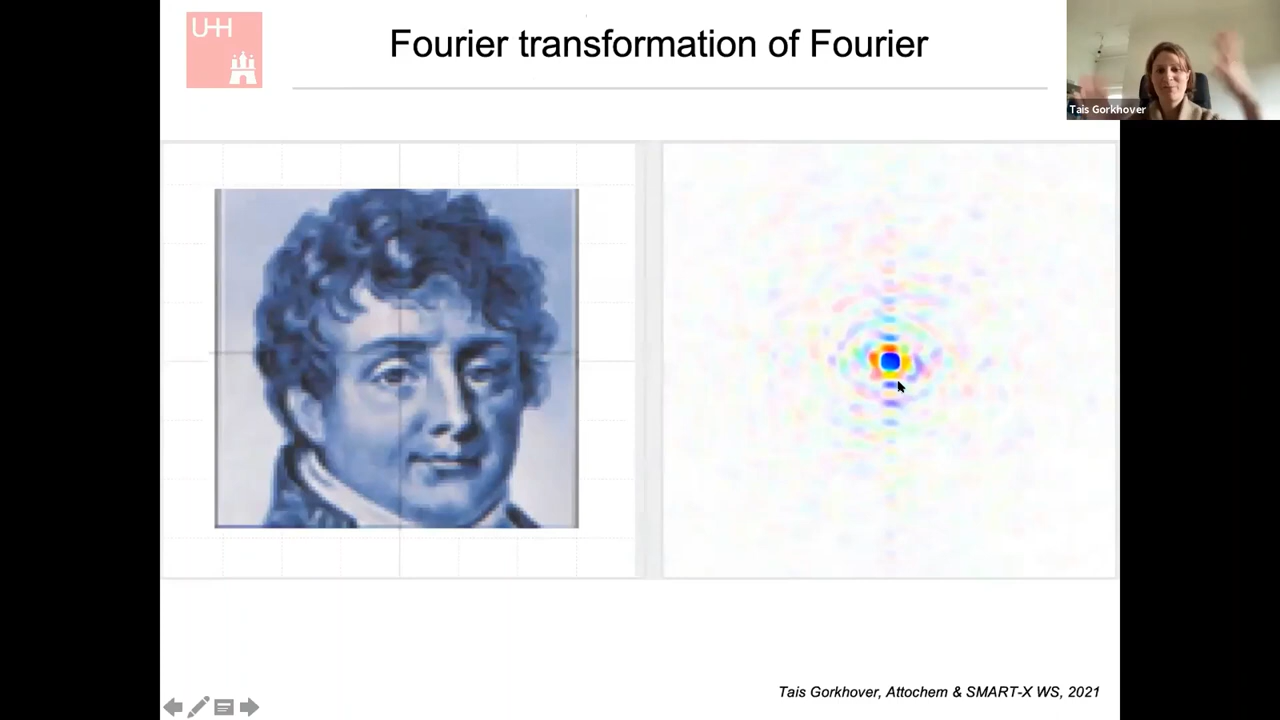 UHH
Fourier transformation of Fourier
Tais Gorkhover
Tais Gorkhover, Attochem & SMART-X WS, 2021